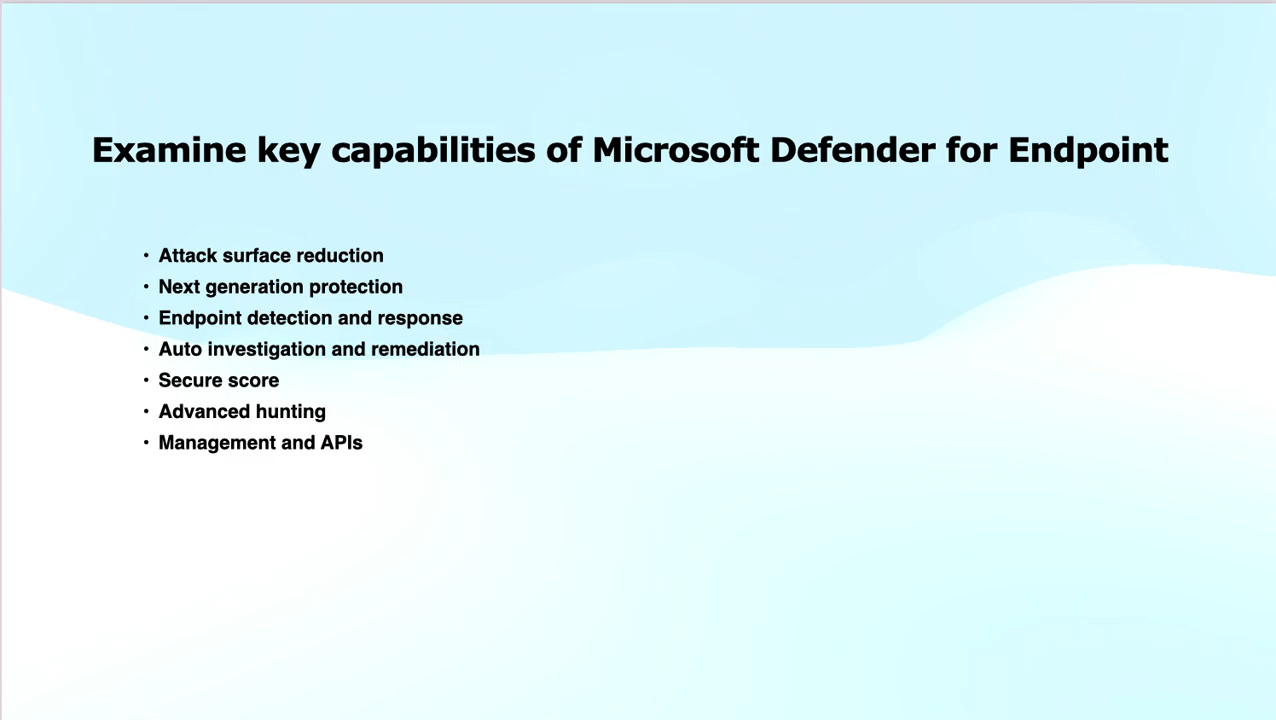 Examine key capabilities of Microsoft Defender for Endpoint
• Attack surface reduction
• Next generation protection
• Endpoint detection and response
• Auto investigation and remediation
• Secure score
• Advanced hunting
• Management and APIs